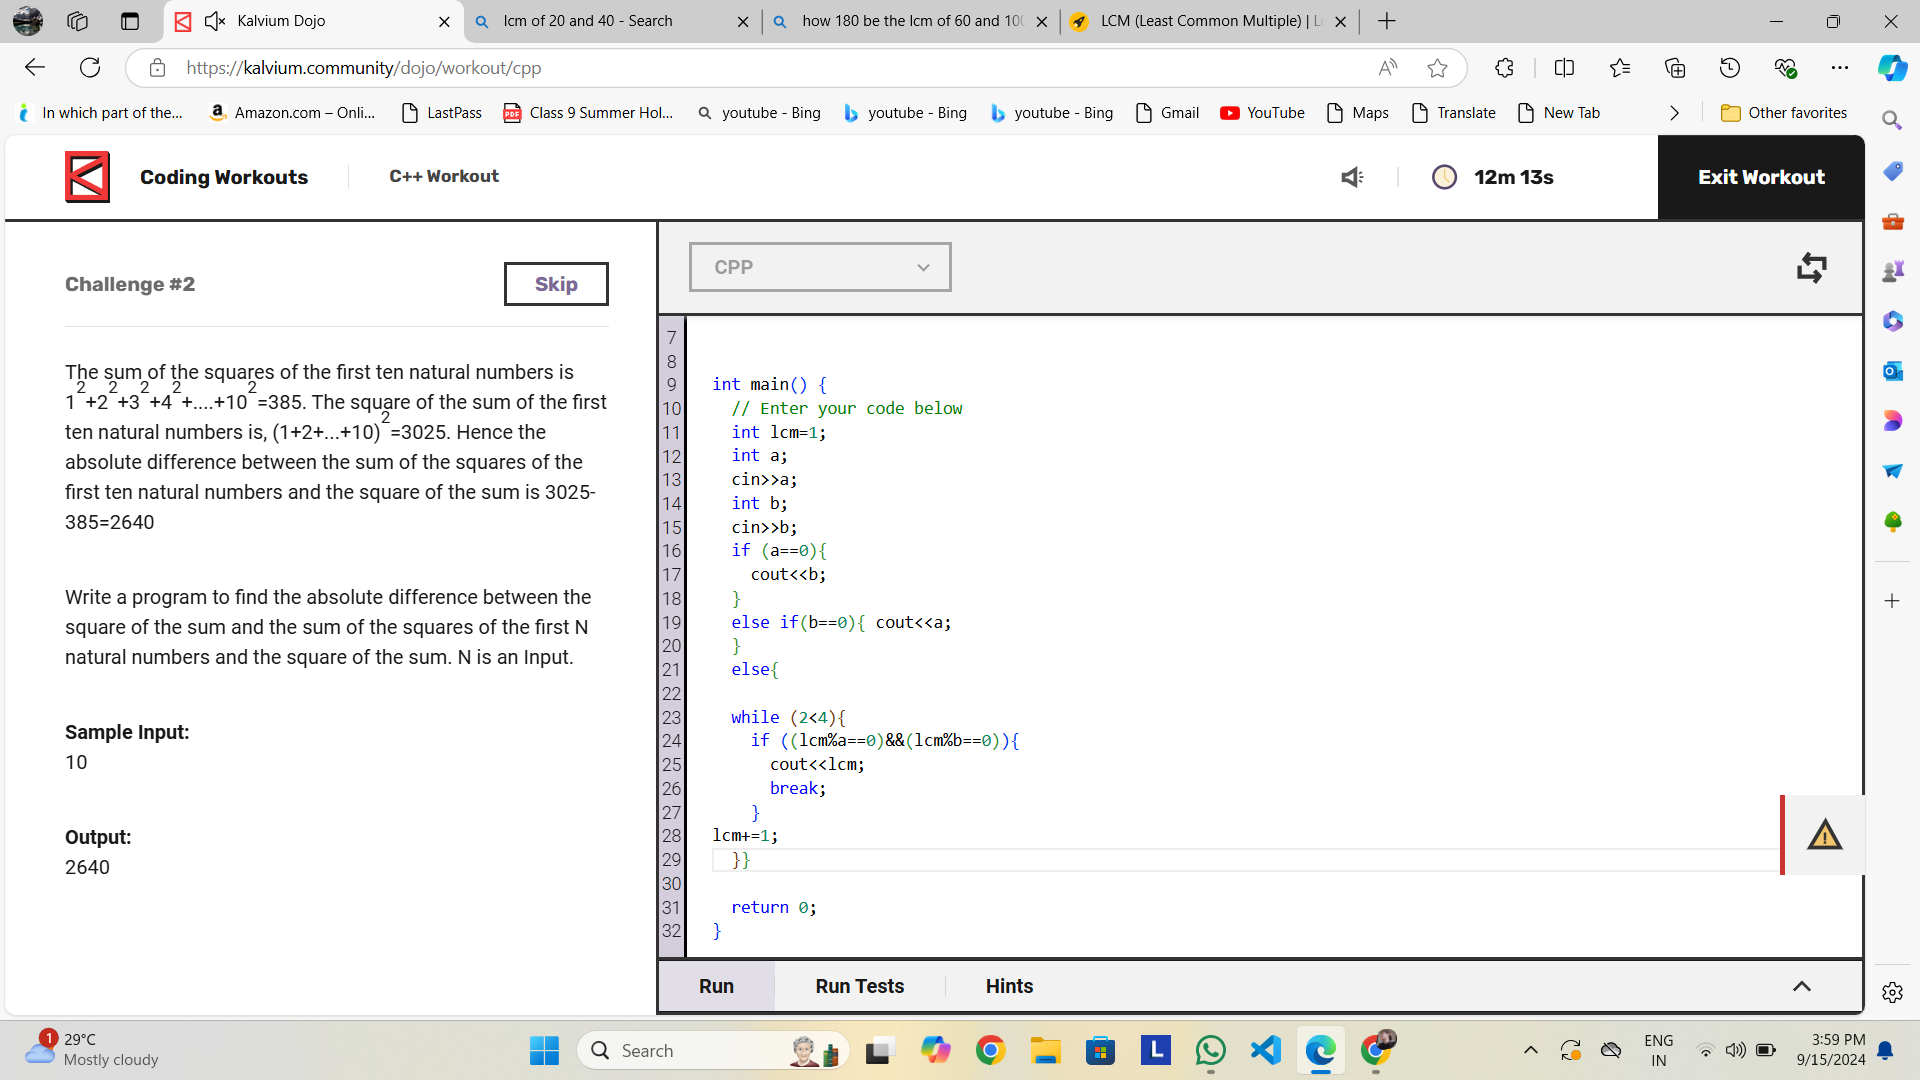 Kalvium Dojo
lcm of 20 and 40 - Search
how 180 be the lcm of 60 and 100
LCM (Least Common Multiple) | Le
https://kalvium.community/dojo/workout/cpp
In which part of the...
Amazon.com – Onli...
LastPass
Class 9 Summer Hol...
youtube - Bing
youtube - Bing
youtube - Bing
Gmail
YouTube
Maps
Translate
New Tab
Other favorites
Coding Workouts
C++ Workout
12m 13s
Exit Workout
Challenge #2
Skip
The sum of the squares of the first ten natural numbers is
1²+2²+3²+4²+....+10²=385. The square of the sum of the first
ten natural numbers is, (1+2+...+10)²=3025. Hence the
absolute difference between the sum of the squares of the
first ten natural numbers and the square of the sum is 3025-
385=2640
Write a program to find the absolute difference between the
square of the sum and the sum of the squares of the first N
natural numbers and the square of the sum. N is an Input.
Sample Input:
10
Output:
2640
CPP
7
8
9 int main() {
10 // Enter your code below
11 int lcm=1;
12 int a;
13 cin>>a;
14 int b;
15 cin>>b;
16 if (a==0){
17 cout<<b;
18 }
19 else if(b==0){ cout<<a;
20 }
21 else{
22
23 while (2<4){
24 if ((lcm%a==0)&&(lcm%b==0)){
25 cout<<lcm;
26 break;
27 }
28 lcm+=1;
29 }}
30
31 return 0;
32 }
Run
Run Tests
Hints
1
29°C
Mostly cloudy
Search
L
ENG
IN
3:59 PM
9/15/2024